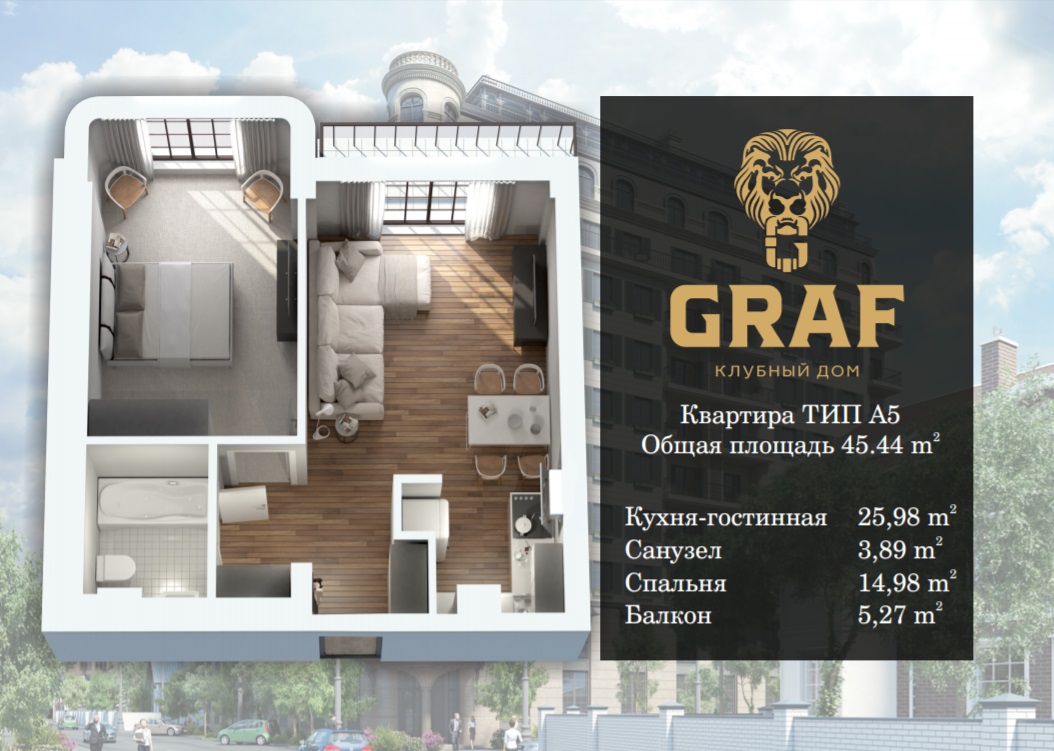 GRAF
КЛУБНЫЙ ДОМ
Квартира ТИП А5
Общая площадь 45.44 m²
Кухня-гостинная 25,98 m²
Санузел 3,89 m²
Спальня 14,98 m²
Балкон 5,27 m²